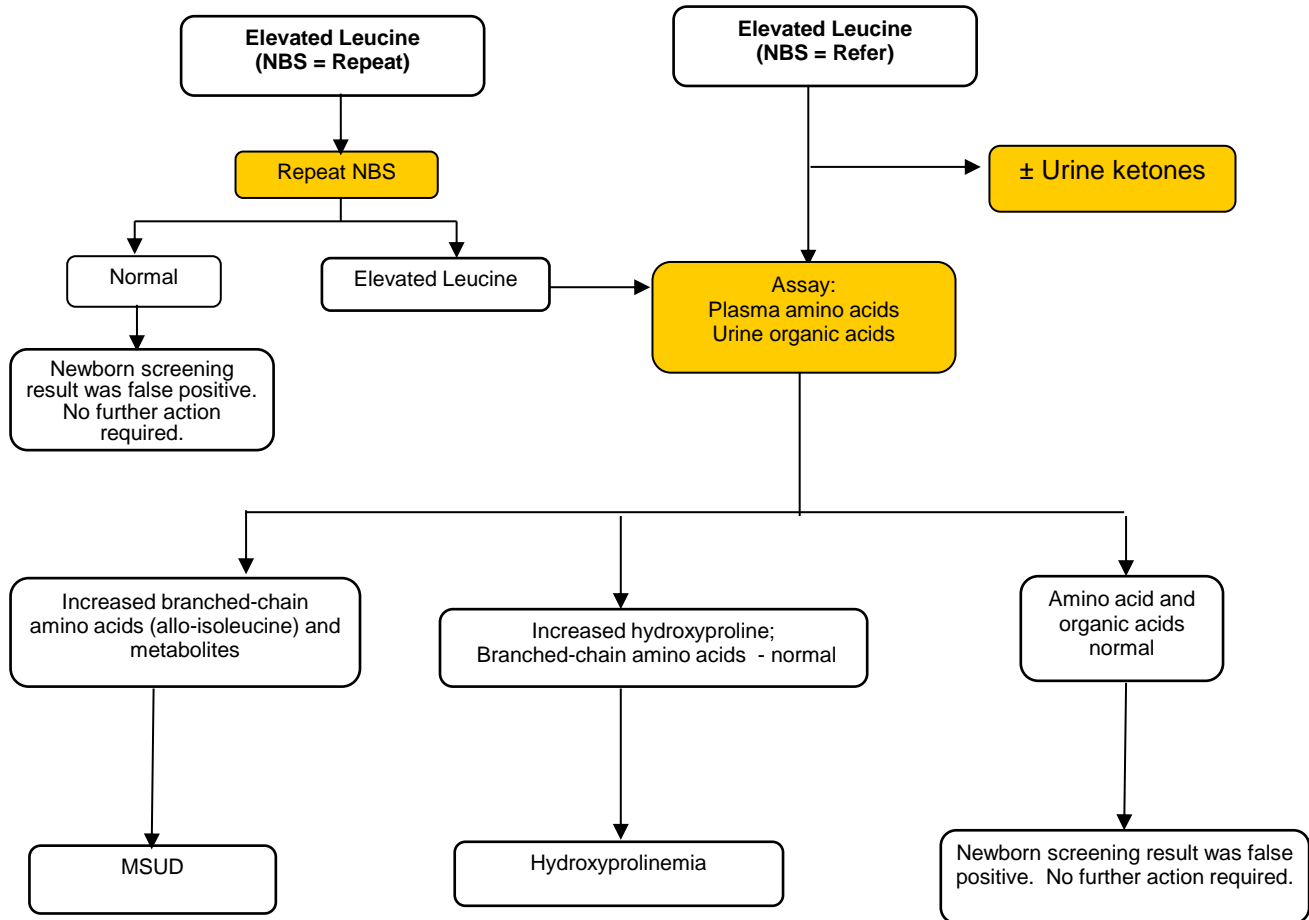 Elevated Leucine
(NBS = Repeat)
Elevated Leucine
(NBS = Refer)
Repeat NBS
± Urine ketones
Normal
Elevated Leucine
Assay:
Plasma amino acids
Urine organic acids
Newborn screening
result was false positive.
No further action
required.
Increased branched-chain
amino acids (allo-isoleucine) and
metabolites
Increased hydroxyproline;
Branched-chain amino acids - normal
Amino acid and
organic acids
normal
MSUD
Hydroxyprolinemia
Newborn screening result was false
positive. No further action required.